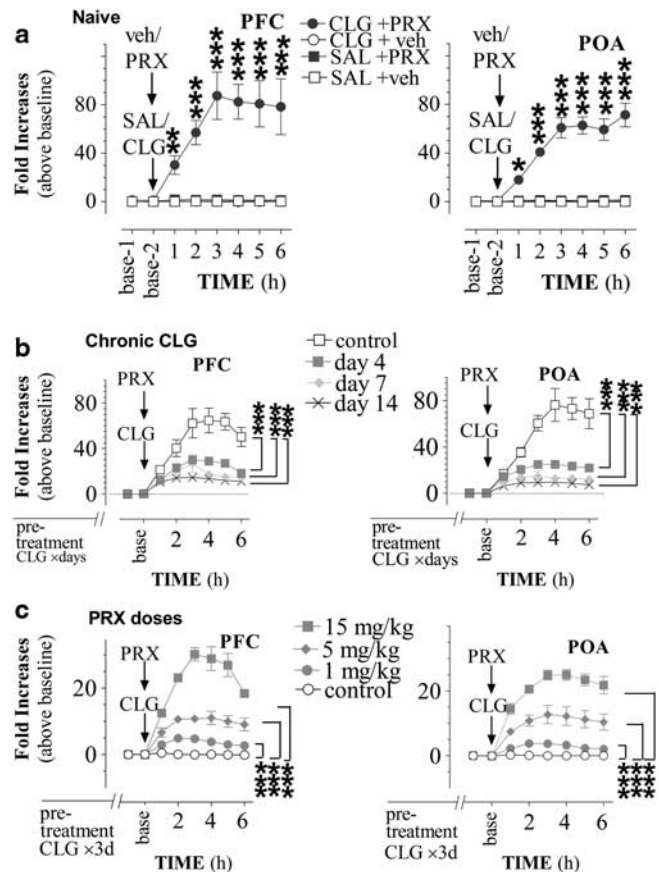 a Naive
PFC
veh/
PRX
SAL/
CLG
CLG +PRX
CLG +veh
SAL +PRX
SAL +veh
POA
veh/
PRX
SAL/
CLG
Fold Increases
(above baseline)
80
40
0
*** *** *** *** *** **
*** *** *** *** *** *
base-1 base-2 1 2 3 4 5 6
TIME (h)
80
40
0
base-1 base-2 1 2 3 4 5 6
TIME (h)
b Chronic CLG
PFC
PRX
CLG
control
day 4
day 7
day 14
POA
PRX
CLG
Fold Increases
(above baseline)
80
40
0
*** *** ***
80
40
0
*** *** ***
pre-
treatment
CLG ×days
base 2 4 6
TIME (h)
pre-
treatment
CLG ×days
base 2 4 6
TIME (h)
c PRX doses
PFC
PRX
CLG
15 mg/kg
5 mg/kg
1 mg/kg
control
POA
PRX
CLG
Fold Increases
(above baseline)
20
0
*** *** ***
20
0
*** *** ***
pre-
treatment
CLG ×3d
base 2 4 6
TIME (h)
pre-
treatment
CLG ×3d
base 2 4 6
TIME (h)